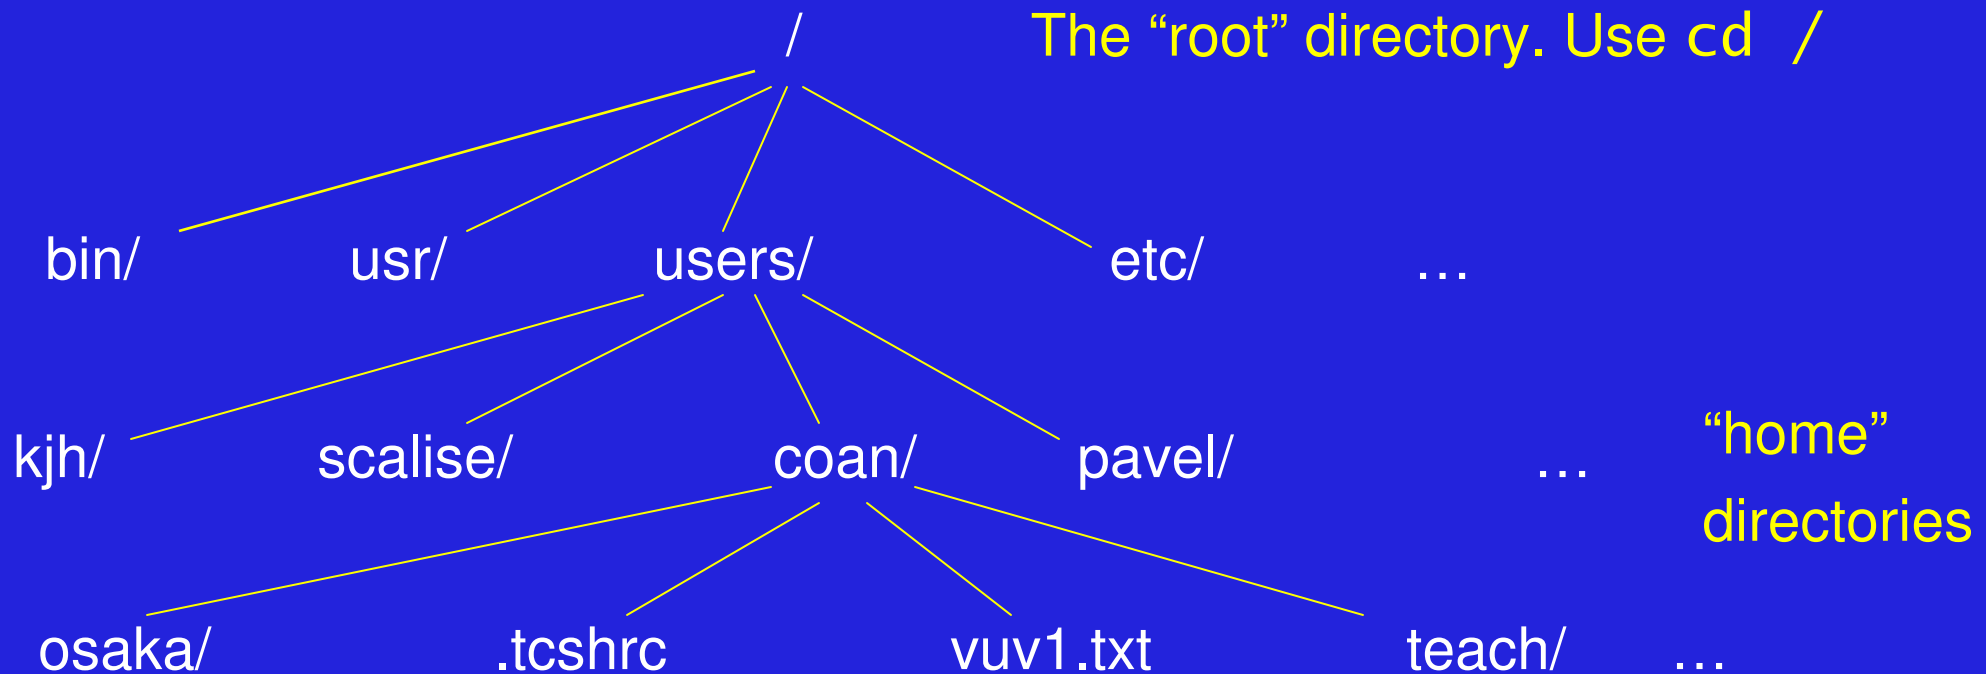 / The “root” directory. Use cd /
bin/ usr/ users/ etc/ …
“home”
kjh/ scalise/ coan/ pavel/ …
directories
osaka/ .tcshrc vuv1.txt teach/ …